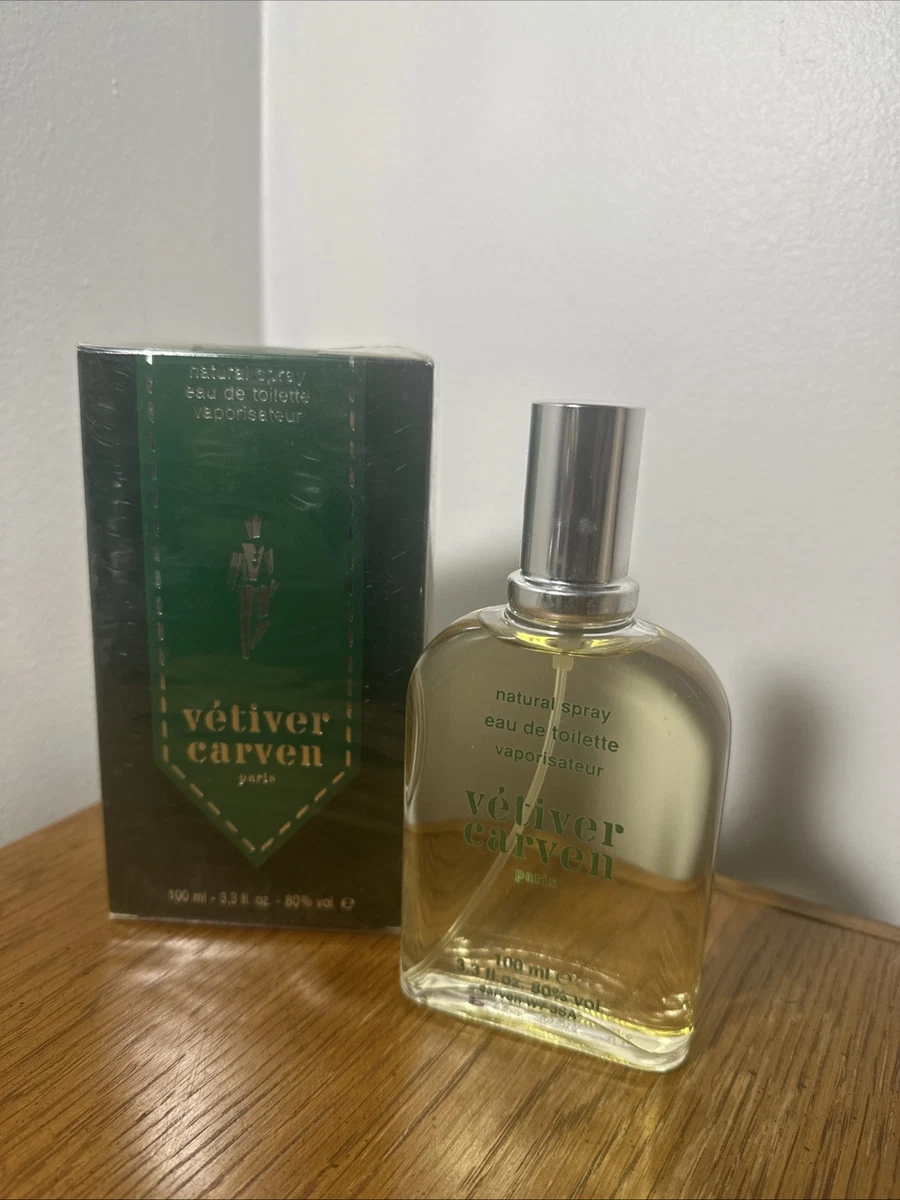 natural spray
eau de toilette
vaporisateur
vétiver
carven
paris
100 ml - 3,3 fl. oz. - 80% vol. ℮
natural spray
eau de toilette
vaporisateur
vétiver
carven
paris
100 ml ℮
3.3 fl. oz. 80% vol.
carven